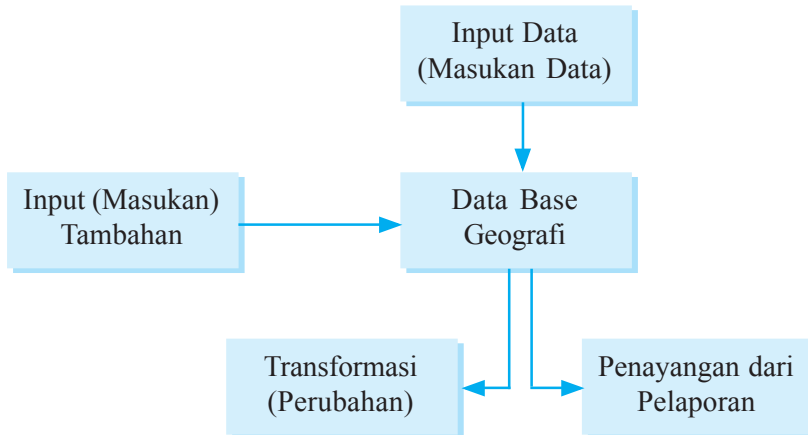 Input Data
(Masukan Data)
Input (Masukan)
Tambahan
Data Base
Geografi
Transformasi
(Perubahan)
Penayangan dari
Pelaporan